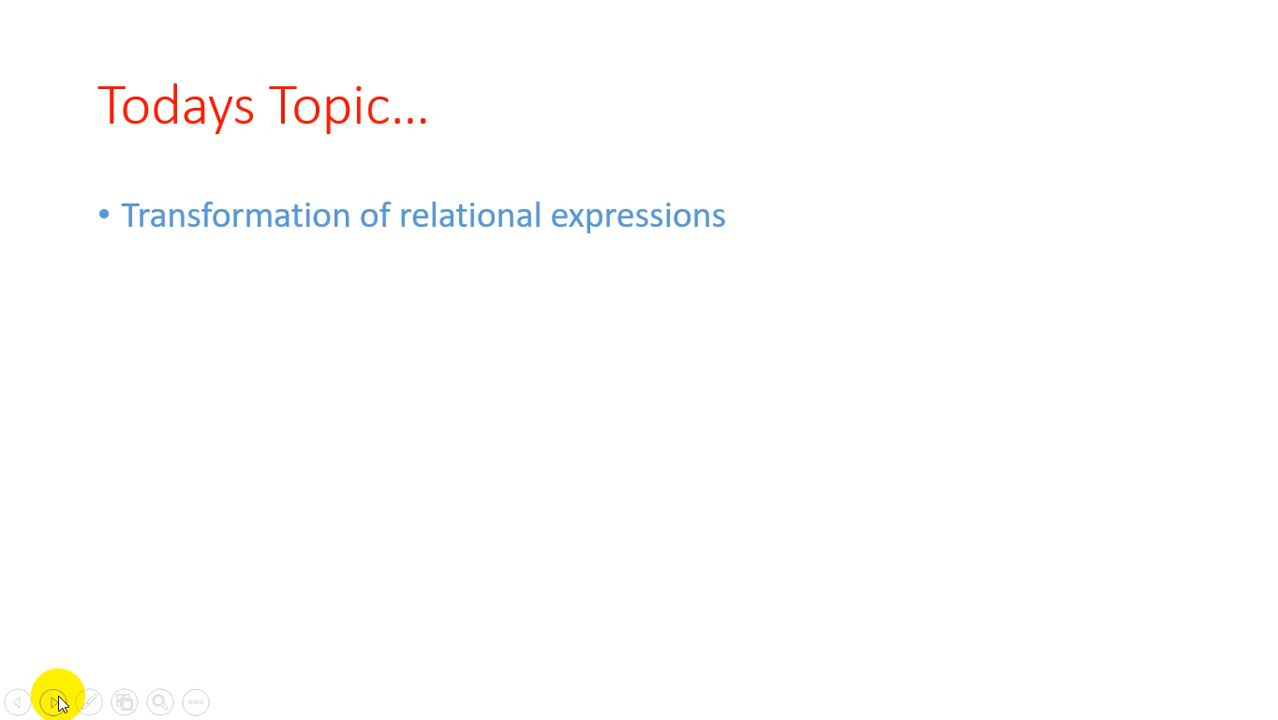 Todays Topic...
• Transformation of relational expressions